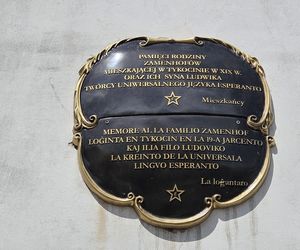 PAMIĘCI RODZINY
ZAMENHOFÓW
MIESZKAJĄCEJ W TYKOCINIE W XIX W.
ORAZ ICH SYNA LUDWIKA
TWÓRCY UNIWERSALNEGO JĘZYKA ESPERANTO
Mieszkańcy
MEMORE AL LA FAMILIO ZAMENHOF
LOĜINTA EN TYKOCIN EN LA 19-A JARCENTO
KAJ ILIA FILO LUDOVIKO
LA KREINTO DE LA UNIVERSALA
LINGVO ESPERANTO
La loĝantaro